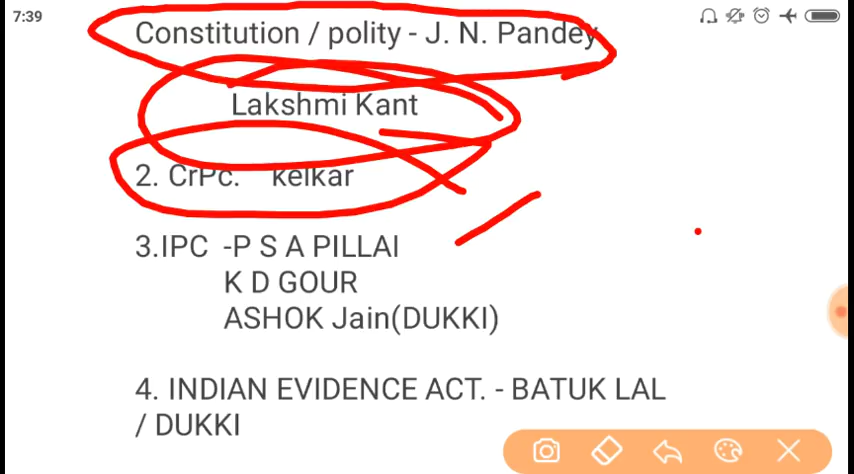 7:39
Constitution / polity - J. N. Pandey
Lakshmi Kant
2. CrPc. kelkar
3.IPC -P S A PILLAI
K D GOUR
ASHOK Jain(DUKKI)
4. INDIAN EVIDENCE ACT. - BATUK LAL
/ DUKKI